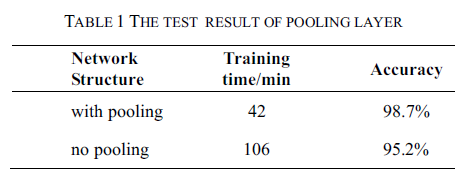 TABLE 1 THE TEST RESULT OF POOLING LAYER
Network Structure Training time/min Accuracy
with pooling 42 98.7%
no pooling 106 95.2%